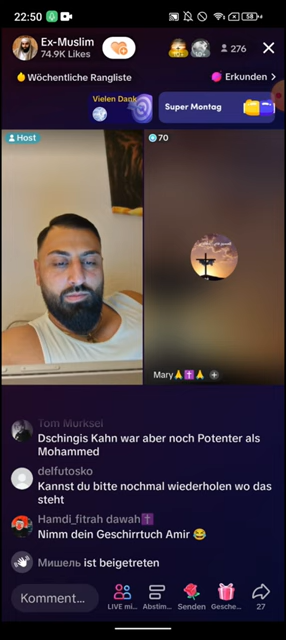 22:50
58
Ex-Muslim
74.9K Likes
276
Wöchentliche Rangliste
Erkunden
Vielen Dank
Super Montag
Host
70
Mary
Tom Murksel
Dschingis Kahn war aber noch Potenter als
Mohammed
delfutosko
Kannst du bitte nochmal wiederholen wo das
steht
Hamdi_fitrah dawah
Nimm dein Geschirrtuch Amir 😂
Мишель ist beigetreten
Komment...
LIVE mi...
Abstim...
Senden
Gesche...
27